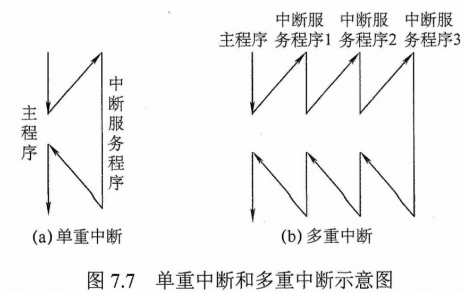 中断服 中断服 中断服
主程序 务程序1 务程序2 务程序3
主程序
中断服务程序
(a) 单重中断
(b) 多重中断
图 7.7 单重中断和多重中断示意图